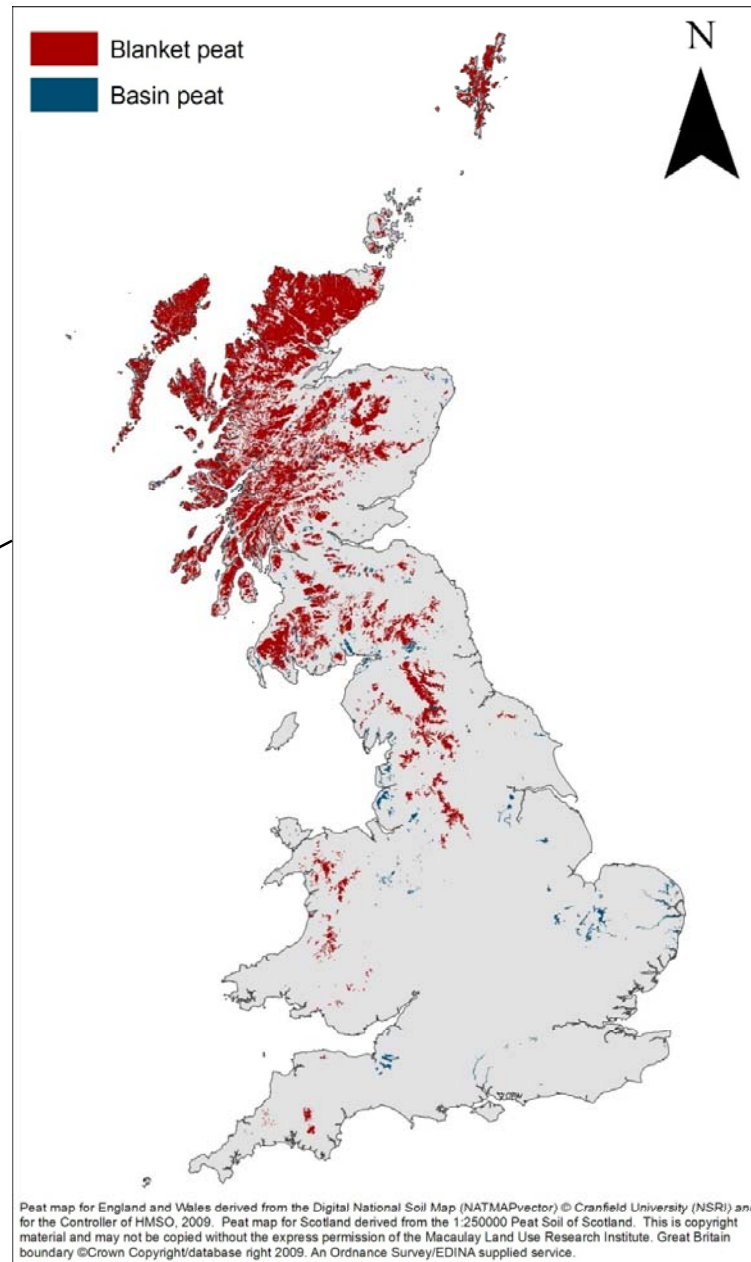 Blanket peat
Basin peat
N
Peat map for England and Wales derived from the Digital National Soil Map (NATMAPvector) © Cranfield University (NSRI) and
for the Controller of HMSO, 2009. Peat map for Scotland derived from the 1:250000 Peat Soil of Scotland. This is copyright
material and may not be copied without the express permission of the Macaulay Land Use Research Institute. Great Britain
boundary ©Crown Copyright/database right 2009. An Ordnance Survey/EDINA supplied service.